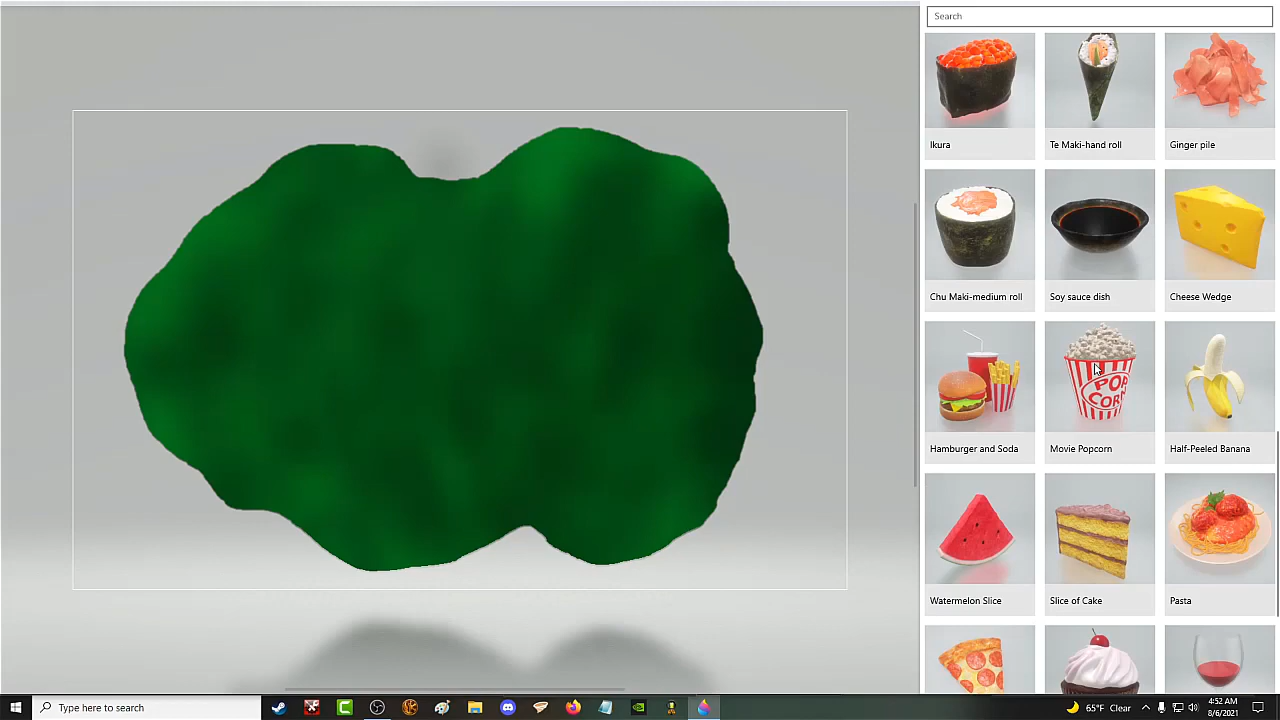 Search
Ikura
Te Maki-hand roll
Ginger pile
Chu Maki-medium roll
Soy sauce dish
Cheese Wedge
POP
CORN
Hamburger and Soda
Movie Popcorn
Half-Peeled Banana
Watermelon Slice
Slice of Cake
Pasta
Type here to search
65°F Clear
4:52 AM
8/6/2021